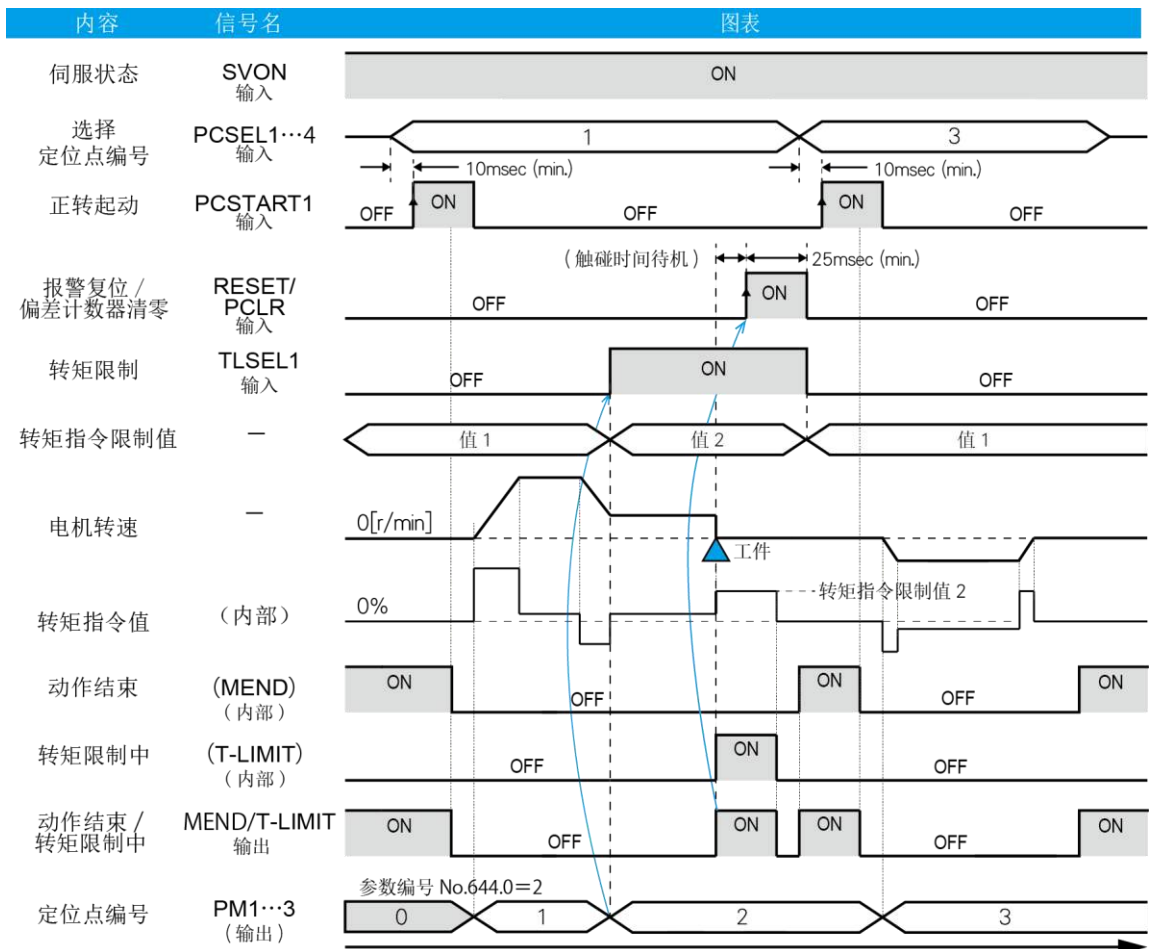 内容 信号名 图表
伺服状态 SVON 输入 ON
选择 定位点编号 PCSEL1…4 输入 1 3
10msec (min.) 10msec (min.)
正转起动 PCSTART1 输入 OFF ON OFF ON OFF
(触碰时间待机) 25msec (min.)
报警复位 / 偏差计数器清零 RESET/ PCLR 输入 OFF ON OFF
转矩限制 TLSEL1 输入 OFF ON OFF
转矩指令限制值 — 值 1 值 2 值 1
电机转速 — 0[r/min] 工件
转矩指令值 (内部) 0% 转矩指令限制值 2
动作结束 (MEND) (内部) ON OFF ON OFF ON
转矩限制中 (T-LIMIT) (内部) OFF ON OFF
动作结束 / 转矩限制中 MEND/T-LIMIT 输出 ON OFF ON ON OFF ON
参数编号 No.644.0=2
定位点编号 PM1…3 (输出) 0 1 2 3